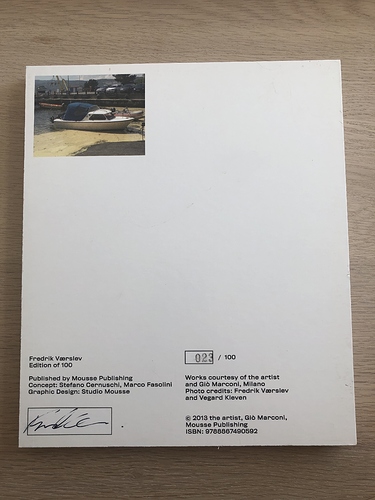 Fredrik Værslev
Edition of 100
Published by Mousse Publishing
Concept: Stefano Cernuschi, Marco Fasolini
Graphic Design: Studio Mousse
023 / 100
Works courtesy of the artist
and Giò Marconi, Milano
Photo credits: Fredrik Værslev
and Vegard Kleven
© 2013 the artist, Giò Marconi,
Mousse Publishing
ISBN: 9788867490592